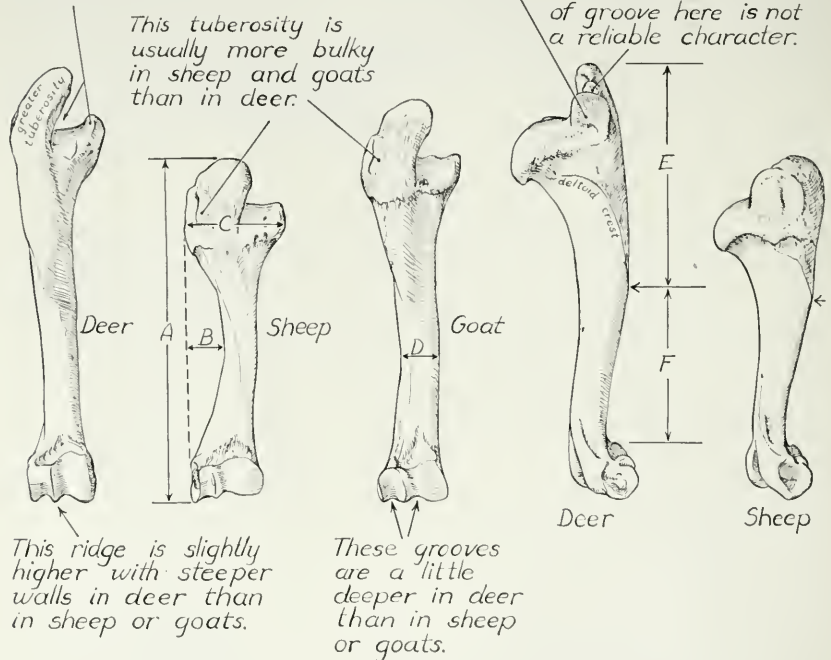 This tuberosity is
usually more bulky
in sheep and goats
than in deer.
of groove here is not
a reliable character.
greater
tuberosity
deltoid crest
A
B
C
D
E
F
Deer
Sheep
Goat
Deer
Sheep
This ridge is slightly
higher with steeper
walls in deer than
in sheep or goats.
These grooves
are a little
deeper in deer
than in sheep
or goats.